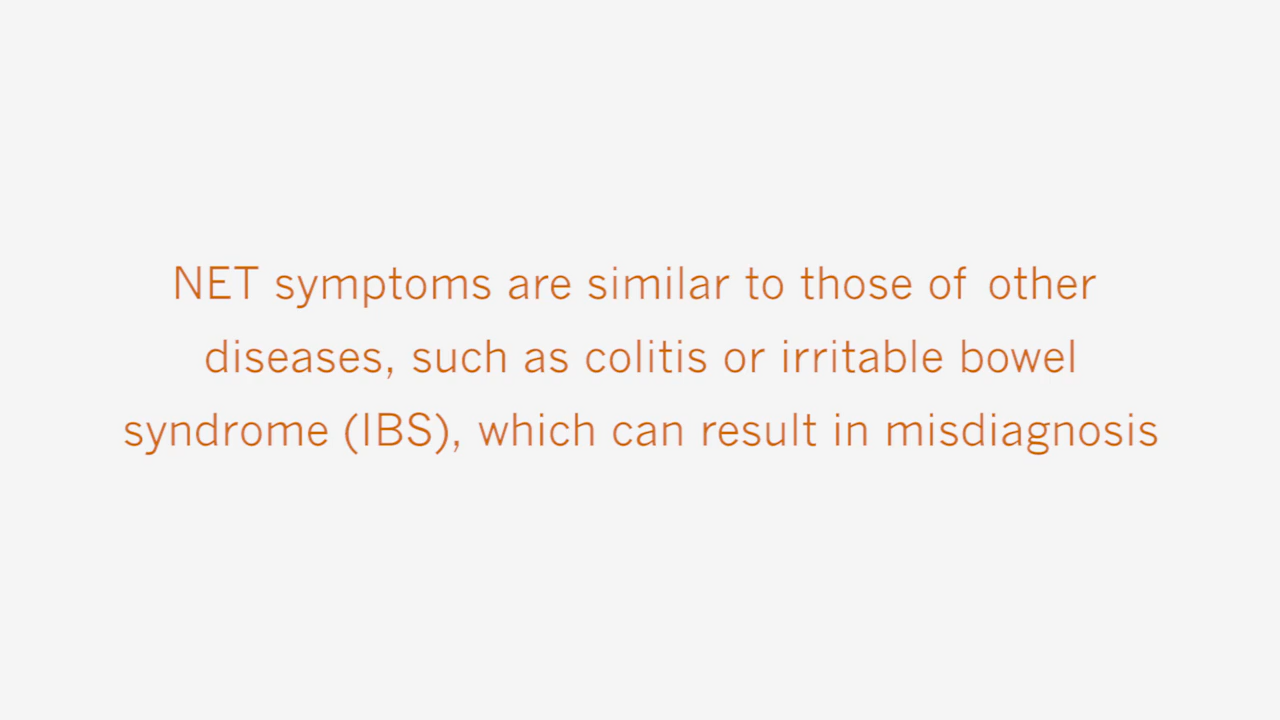 NET symptoms are similar to those of other
diseases, such as colitis or irritable bowel
syndrome (IBS), which can result in misdiagnosis